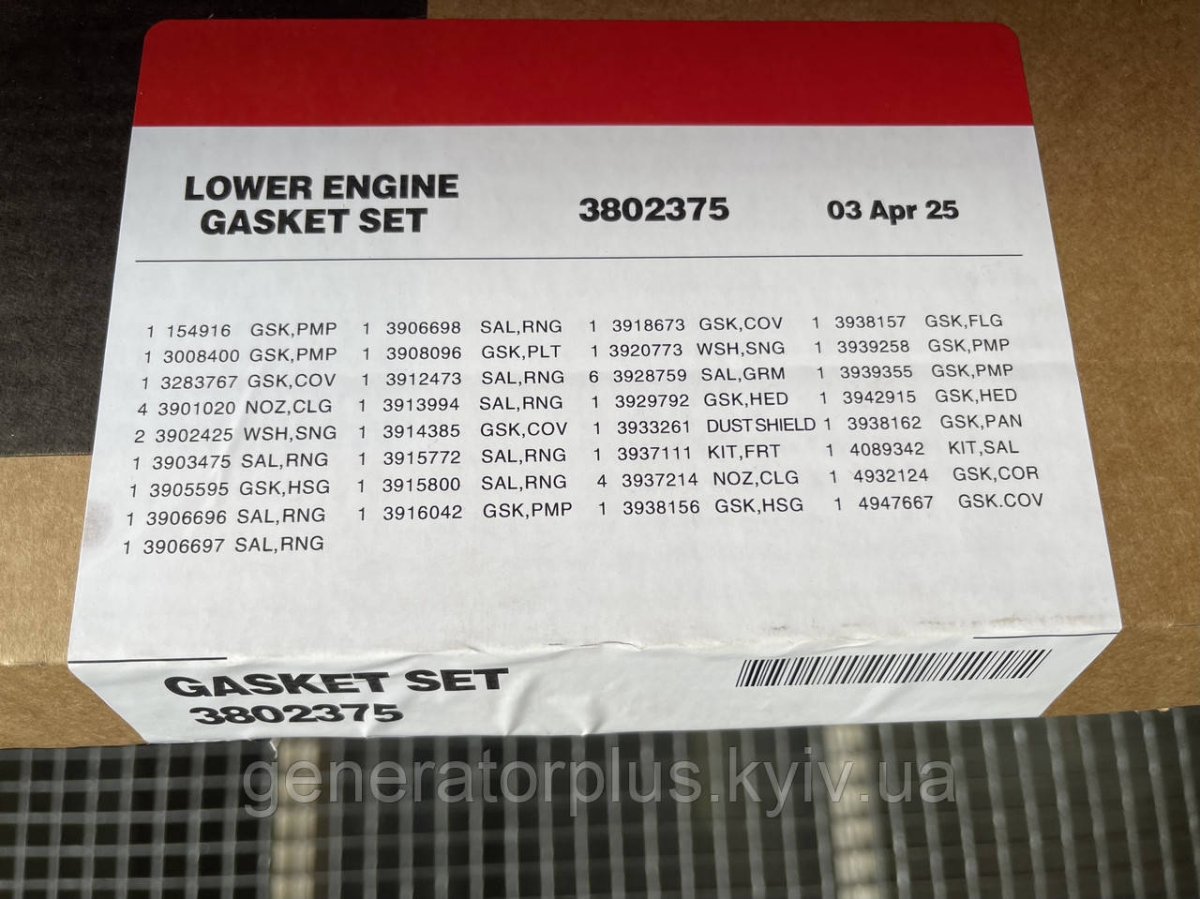 LOWER ENGINE
GASKET SET
3802375
03 Apr 25
1 154916 GSK,PMP 1 3906698 SAL,RNG 1 3918673 GSK,COV 1 3938157 GSK,FLG
1 3008400 GSK,PMP 1 3908096 GSK,PLT 1 3920773 WSH,SNG 1 3939258 GSK,PMP
1 3283767 GSK,COV 1 3912473 SAL,RNG 6 3928759 SAL,GRM 1 3939355 GSK,PMP
4 3901020 NOZ,CLG 1 3913994 SAL,RNG 1 3929792 GSK,HED 1 3942915 GSK,HED
2 3902425 WSH,SNG 1 3914385 GSK,COV 1 3933261 DUST SHIELD 1 3938162 GSK,PAN
1 3903475 SAL,RNG 1 3915772 SAL,RNG 1 3937111 KIT,FRT 1 4089342 KIT,SAL
1 3905595 GSK,HSG 1 3915800 SAL,RNG 4 3937214 NOZ,CLG 1 4932124 GSK,COR
1 3906696 SAL,RNG 1 3916042 GSK,PMP 1 3938156 GSK,HSG 1 4947667 GSK.COV
1 3906697 SAL,RNG
GASKET SET
3802375
generatorplus.kyiv.ua